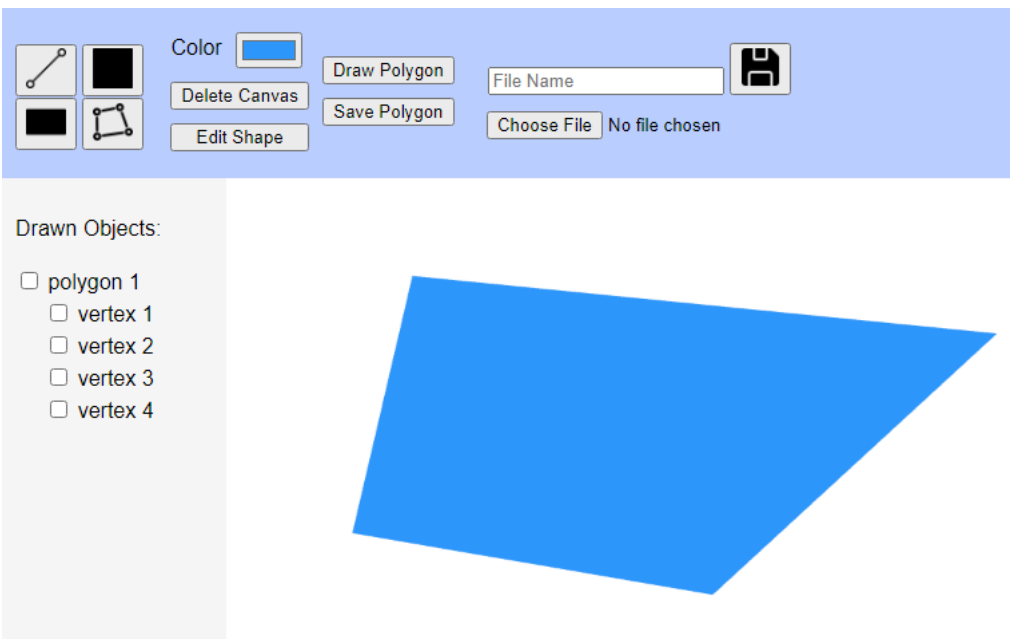 Color
Delete Canvas
Edit Shape
Draw Polygon
Save Polygon
File Name
Choose File No file chosen
Drawn Objects:
polygon 1
vertex 1
vertex 2
vertex 3
vertex 4